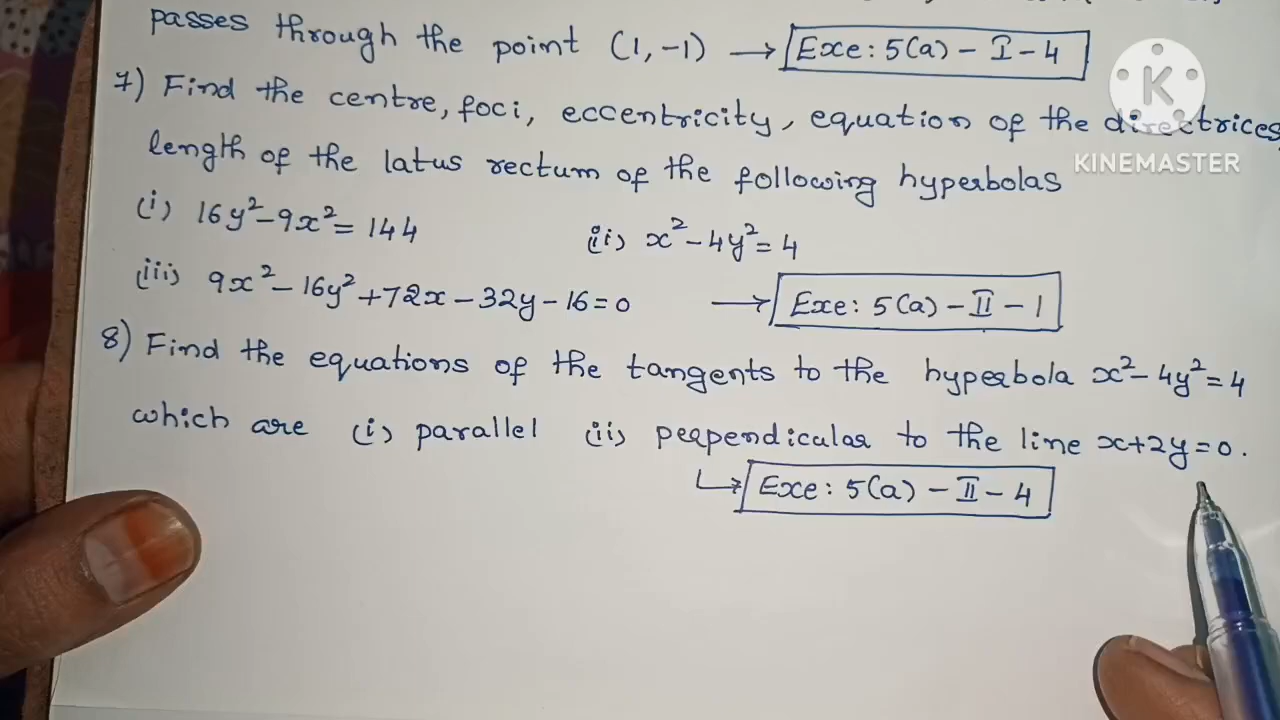 passes through the point (1, -1) → Exe: 5(a) - I - 4
K
KINEMASTER
7) Find the centre, foci, eccentricity, equation of the directrices,
length of the latus rectum of the following hyperbolas
(i) 16y² - 9x² = 144 (ii) x² - 4y² = 4
(iii) 9x² - 16y² + 72x - 32y - 16 = 0 → Exe: 5(a) - II - 1
8) Find the equations of the tangents to the hyperbola x² - 4y² = 4
which are (i) parallel (ii) perpendicular to the line x + 2y = 0.
↳ Exe: 5(a) - II - 4